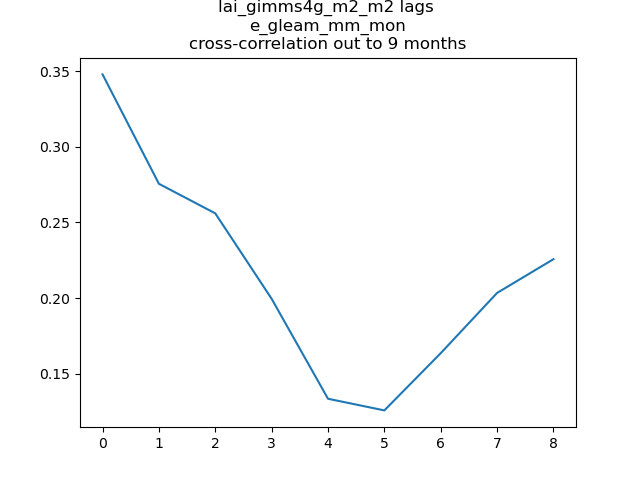 lai_gimms4g_m2_m2 lags
e_gleam_mm_mon
cross-correlation out to 9 months
0.35
0.30
0.25
0.20
0.15
0 1 2 3 4 5 6 7 8